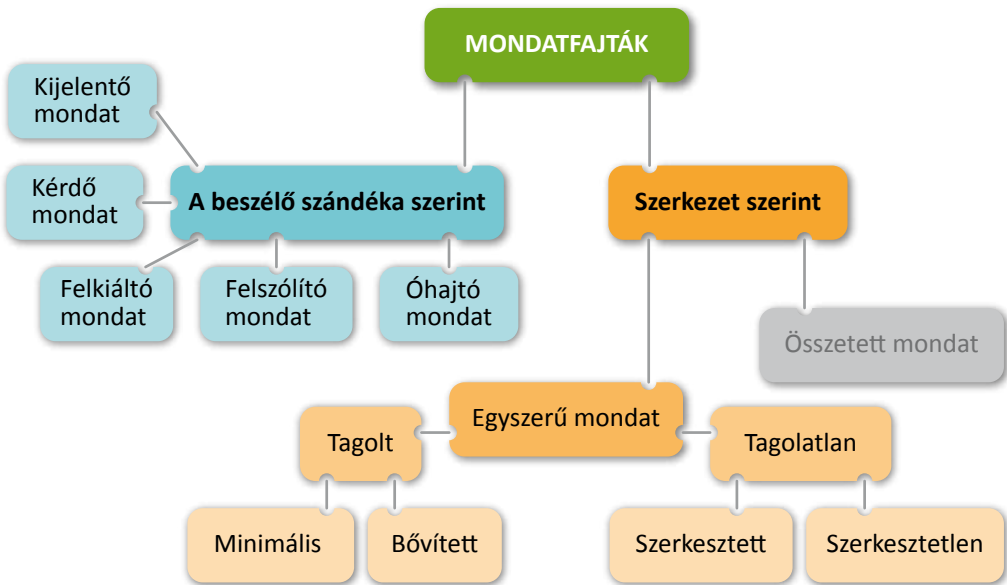 MONDATFAJTÁK
Kijelentő
mondat
Kérdő
mondat
A beszélő szándéka szerint
Szerkezet szerint
Felkiáltó
mondat
Felszólító
mondat
Óhajtó
mondat
Összetett mondat
Egyszerű mondat
Tagolt
Tagolatlan
Minimális
Bővített
Szerkesztett
Szerkesztetlen